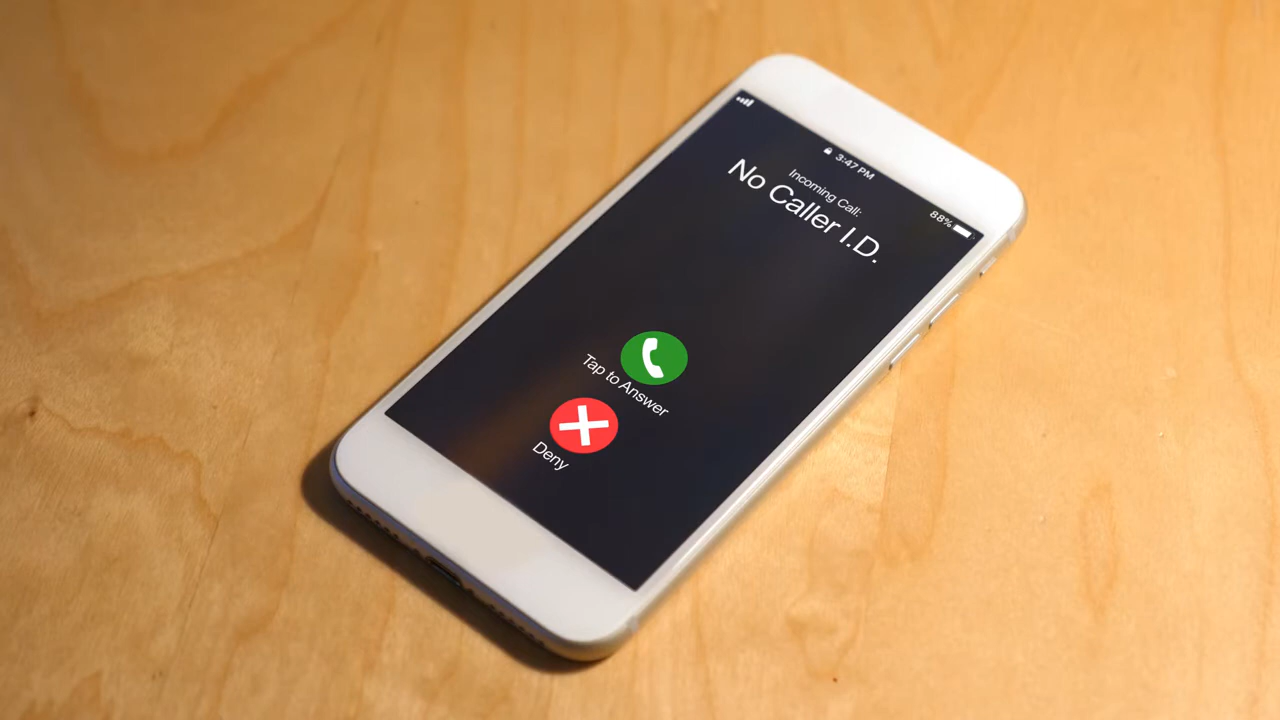 3:47 PM
88%
Incoming Call:
No Caller I.D.
Tap to Answer
Deny